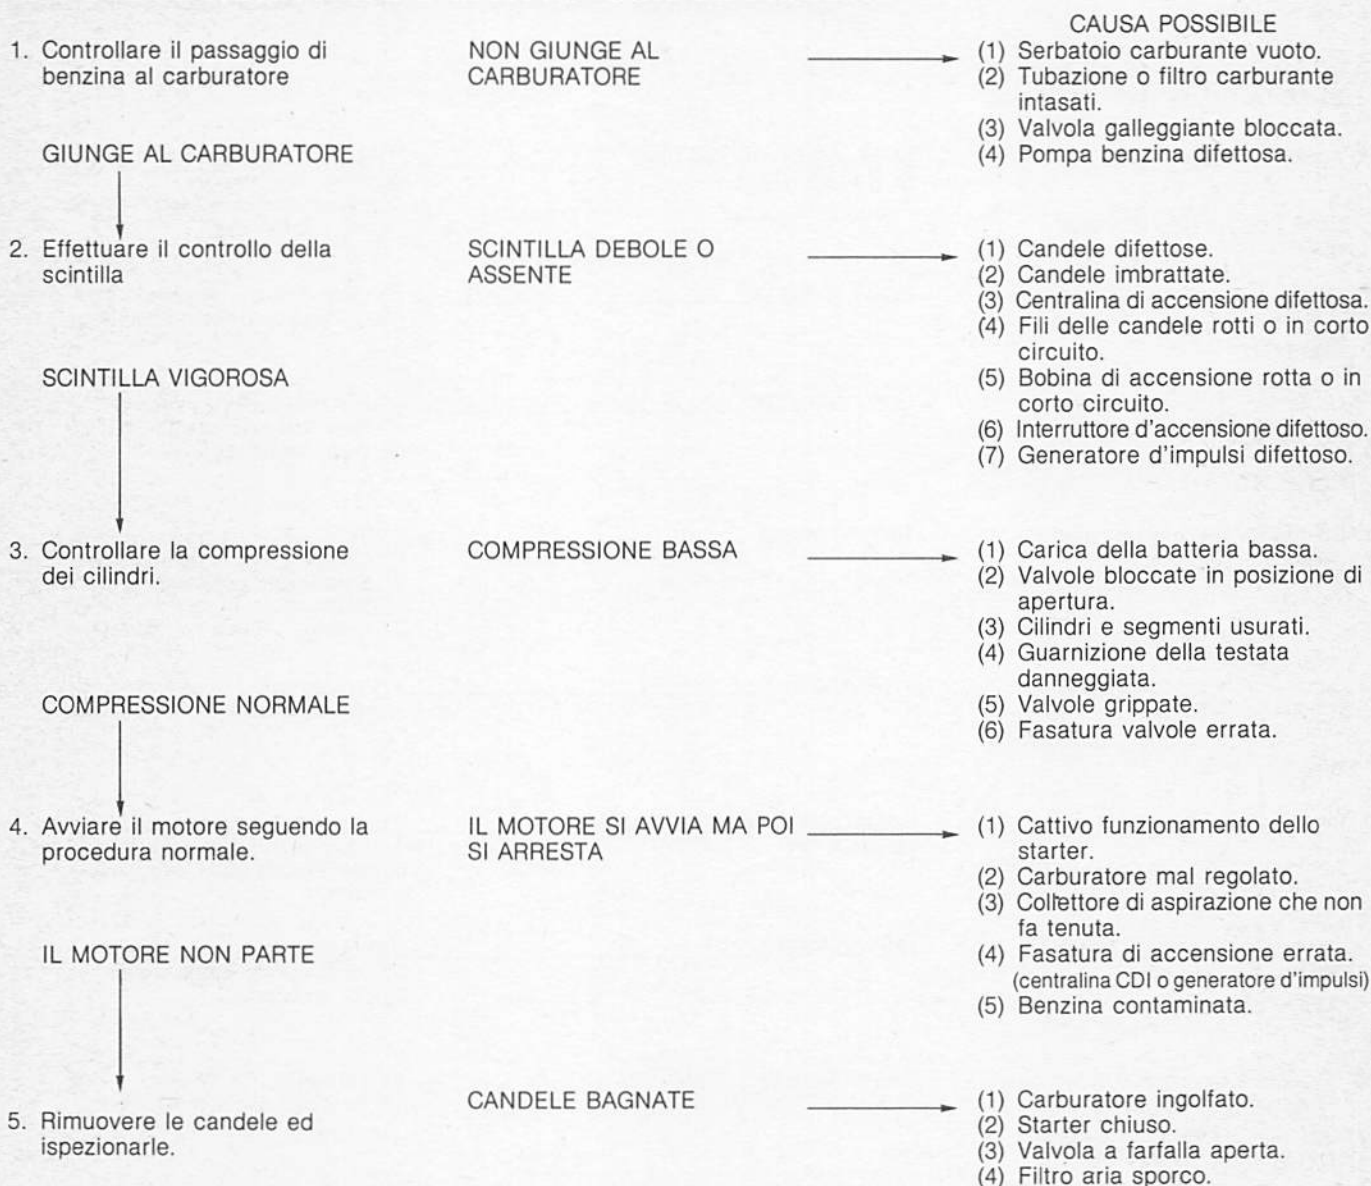 CAUSA POSSIBILE
1. Controllare il passaggio di
benzina al carburatore
NON GIUNGE AL
CARBURATORE
(1) Serbatoio carburante vuoto.
(2) Tubazione o filtro carburante
intasati.
(3) Valvola galleggiante bloccata.
(4) Pompa benzina difettosa.
GIUNGE AL CARBURATORE
2. Effettuare il controllo della
scintilla
SCINTILLA DEBOLE O
ASSENTE
(1) Candele difettose.
(2) Candele imbrattate.
(3) Centralina di accensione difettosa.
(4) Fili delle candele rotti o in corto
circuito.
(5) Bobina di accensione rotta o in
corto circuito.
(6) Interruttore d'accensione difettoso.
(7) Generatore d'impulsi difettoso.
SCINTILLA VIGOROSA
3. Controllare la compressione
dei cilindri.
COMPRESSIONE BASSA
(1) Carica della batteria bassa.
(2) Valvole bloccate in posizione di
apertura.
(3) Cilindri e segmenti usurati.
(4) Guarnizione della testata
danneggiata.
(5) Valvole grippate.
(6) Fasatura valvole errata.
COMPRESSIONE NORMALE
4. Avviare il motore seguendo la
procedura normale.
IL MOTORE SI AVVIA MA POI
SI ARRESTA
(1) Cattivo funzionamento dello
starter.
(2) Carburatore mal regolato.
(3) Collettore di aspirazione che non
fa tenuta.
(4) Fasatura di accensione errata.
(centralina CDI o generatore d'impulsi)
(5) Benzina contaminata.
IL MOTORE NON PARTE
5. Rimuovere le candele ed
ispezionarle.
CANDELE BAGNATE
(1) Carburatore ingolfato.
(2) Starter chiuso.
(3) Valvola a farfalla aperta.
(4) Filtro aria sporco.